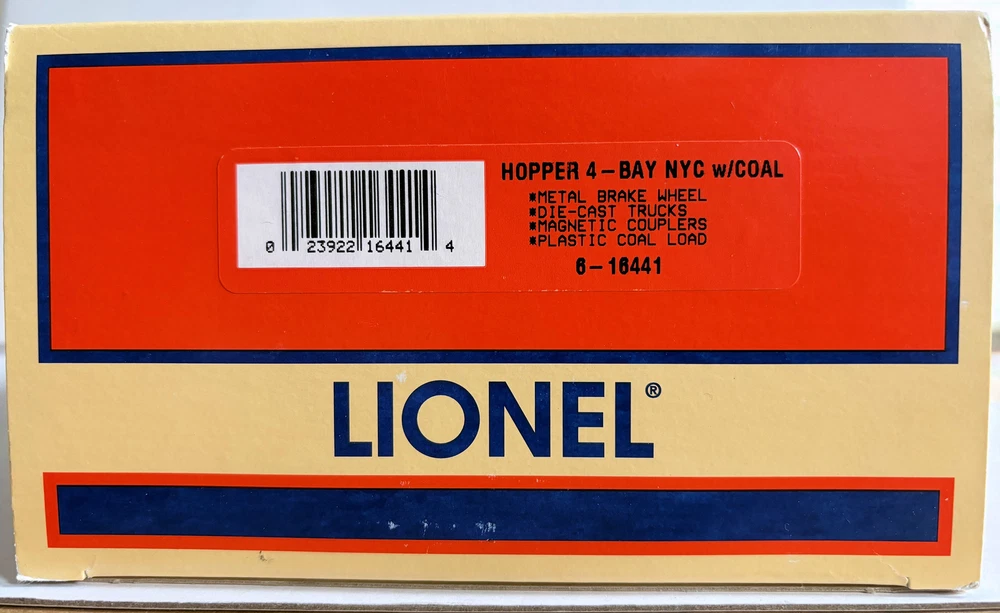 HOPPER 4-BAY NYC w/COAL
*METAL BRAKE WHEEL
*DIE-CAST TRUCKS
*MAGNETIC COUPLERS
*PLASTIC COAL LOAD
6-16441
0 23922 16441 4
LIONEL®